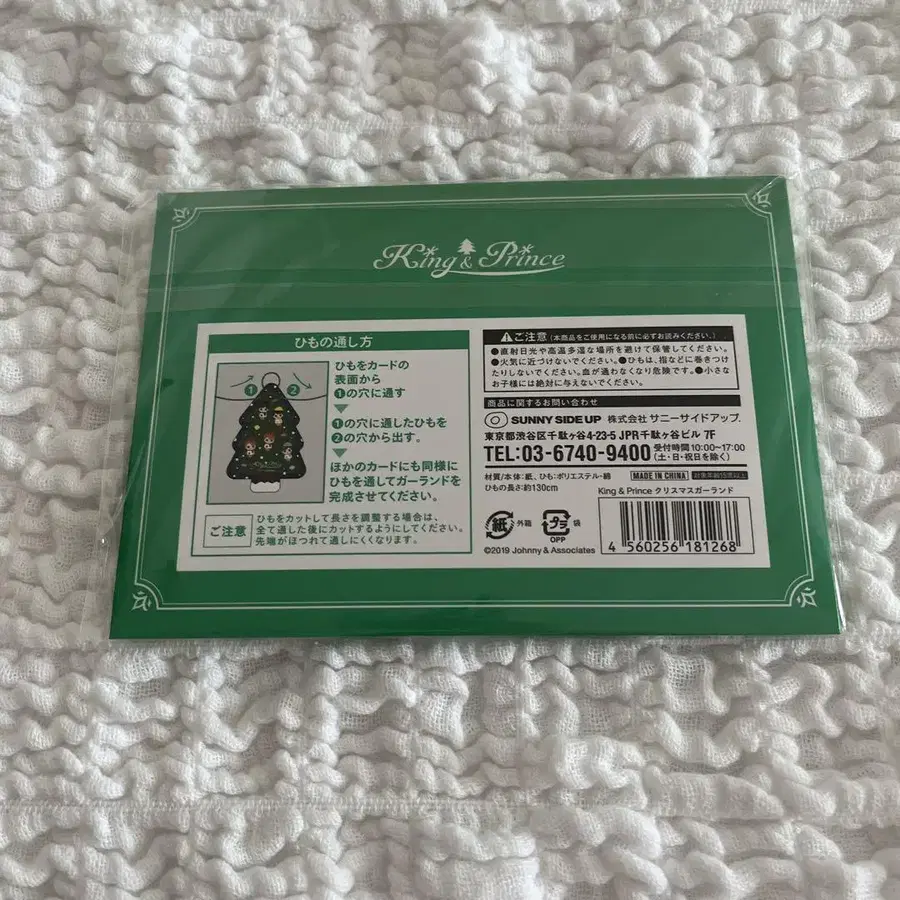 King & Prince
ひもの通し方
ひもをカードの
表面から
❶の穴に通す
❶の穴に通したひもを
❷の穴から出す。
ほかのカードにも同様に
ひもを通してガーランドを
完成させてください。
1
2
ご注意
ひもをカットして長さを調整する場合は、
全て通した後にカットするようにしてください。
先端がほつれて通しにくくなります。
ご注意 (本商品をご使用になる前に必ずお読みください。)
●直射日光や高温多湿な場所を避けて保管してください。
●火気に近づけないでください。●ひもは、指などに巻きつけ
たりしないでください。血が通わなくなり危険です。●小さな
お子様には絶対に与えないでください。
商品に関するお問い合わせ
SUNNY SIDE UP 株式会社 サニーサイドアップ
東京都渋谷区千駄ヶ谷4-23-5 JPR千駄ヶ谷ビル 7F
TEL:03-6740-9400 受付時間 10:00~17:00
(土・日・祝日を除く)
材質/本体:紙、ひも:ポリエステル・綿
ひもの長さ:約130cm
MADE IN CHINA
対象年齢15才以上
King & Prince クリスマスガーランド
紙 外箱
プラ 袋
OPP
©2019 Johnny & Associates
4 560256 181268